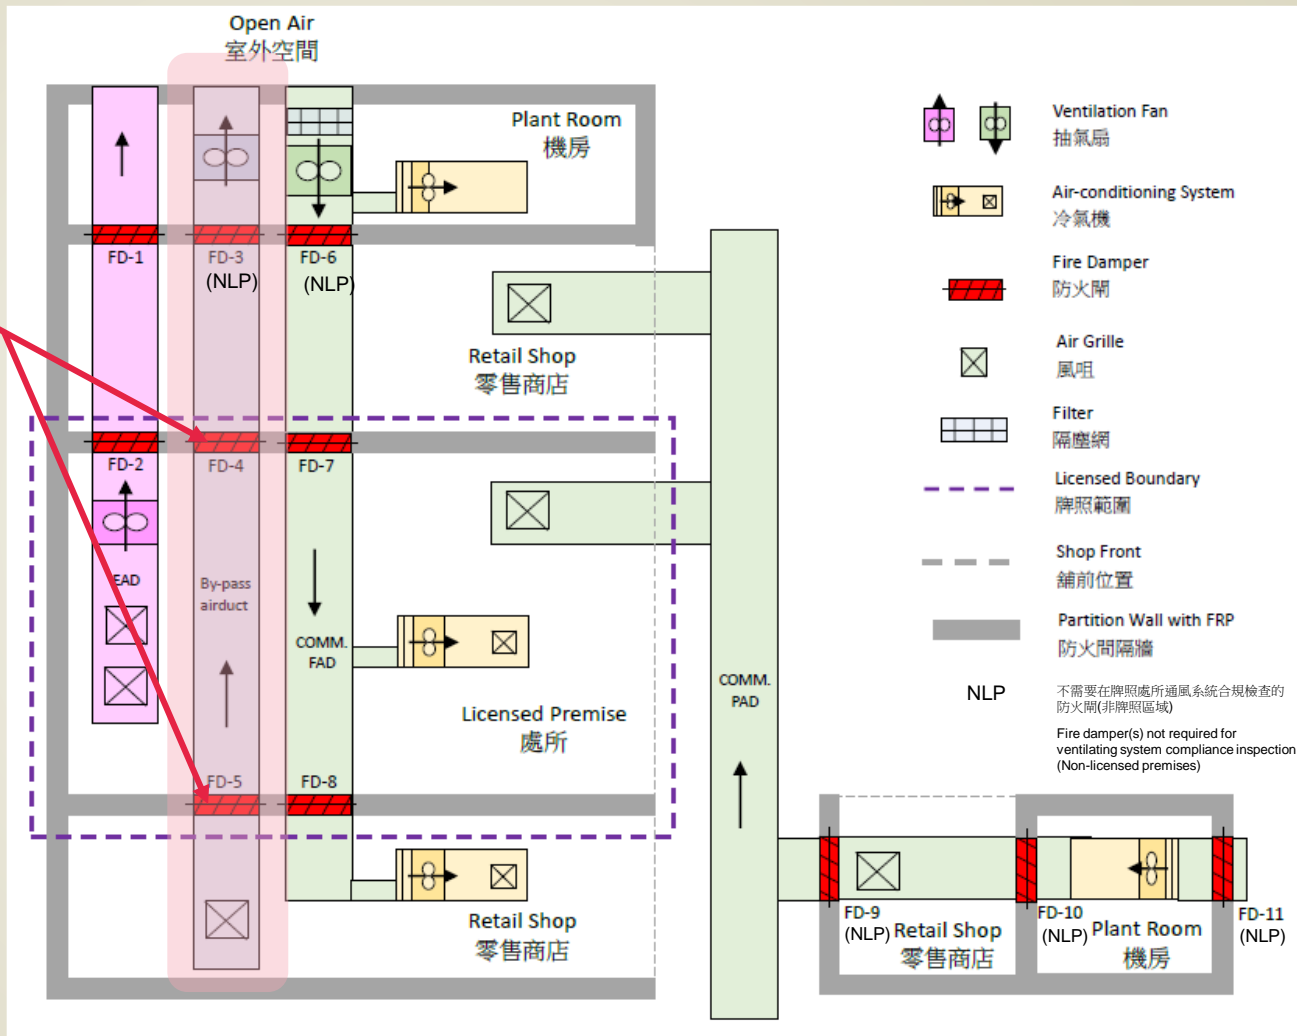 Open Air
室外空間
Plant Room
機房
FD-1
FD-3
(NLP)
FD-6
(NLP)
Retail Shop
零售商店
FD-2
FD-4
FD-7
EAD
By-pass
airduct
COMM.
FAD
Licensed Premise
處所
FD-5
FD-8
Retail Shop
零售商店
COMM.
PAD
FD-9
(NLP)
Retail Shop
零售商店
FD-10
(NLP)
Plant Room
機房
FD-11
(NLP)
Ventilation Fan
抽氣扇
Air-conditioning System
冷氣機
Fire Damper
防火閘
Air Grille
風咀
Filter
隔塵網
Licensed Boundary
牌照範圍
Shop Front
舖前位置
Partition Wall with FRP
防火間隔牆
NLP
不需要在牌照處所通風系統合規檢查的
防火閘(非牌照區域)
Fire damper(s) not required for
ventilating system compliance inspection
(Non-licensed premises)